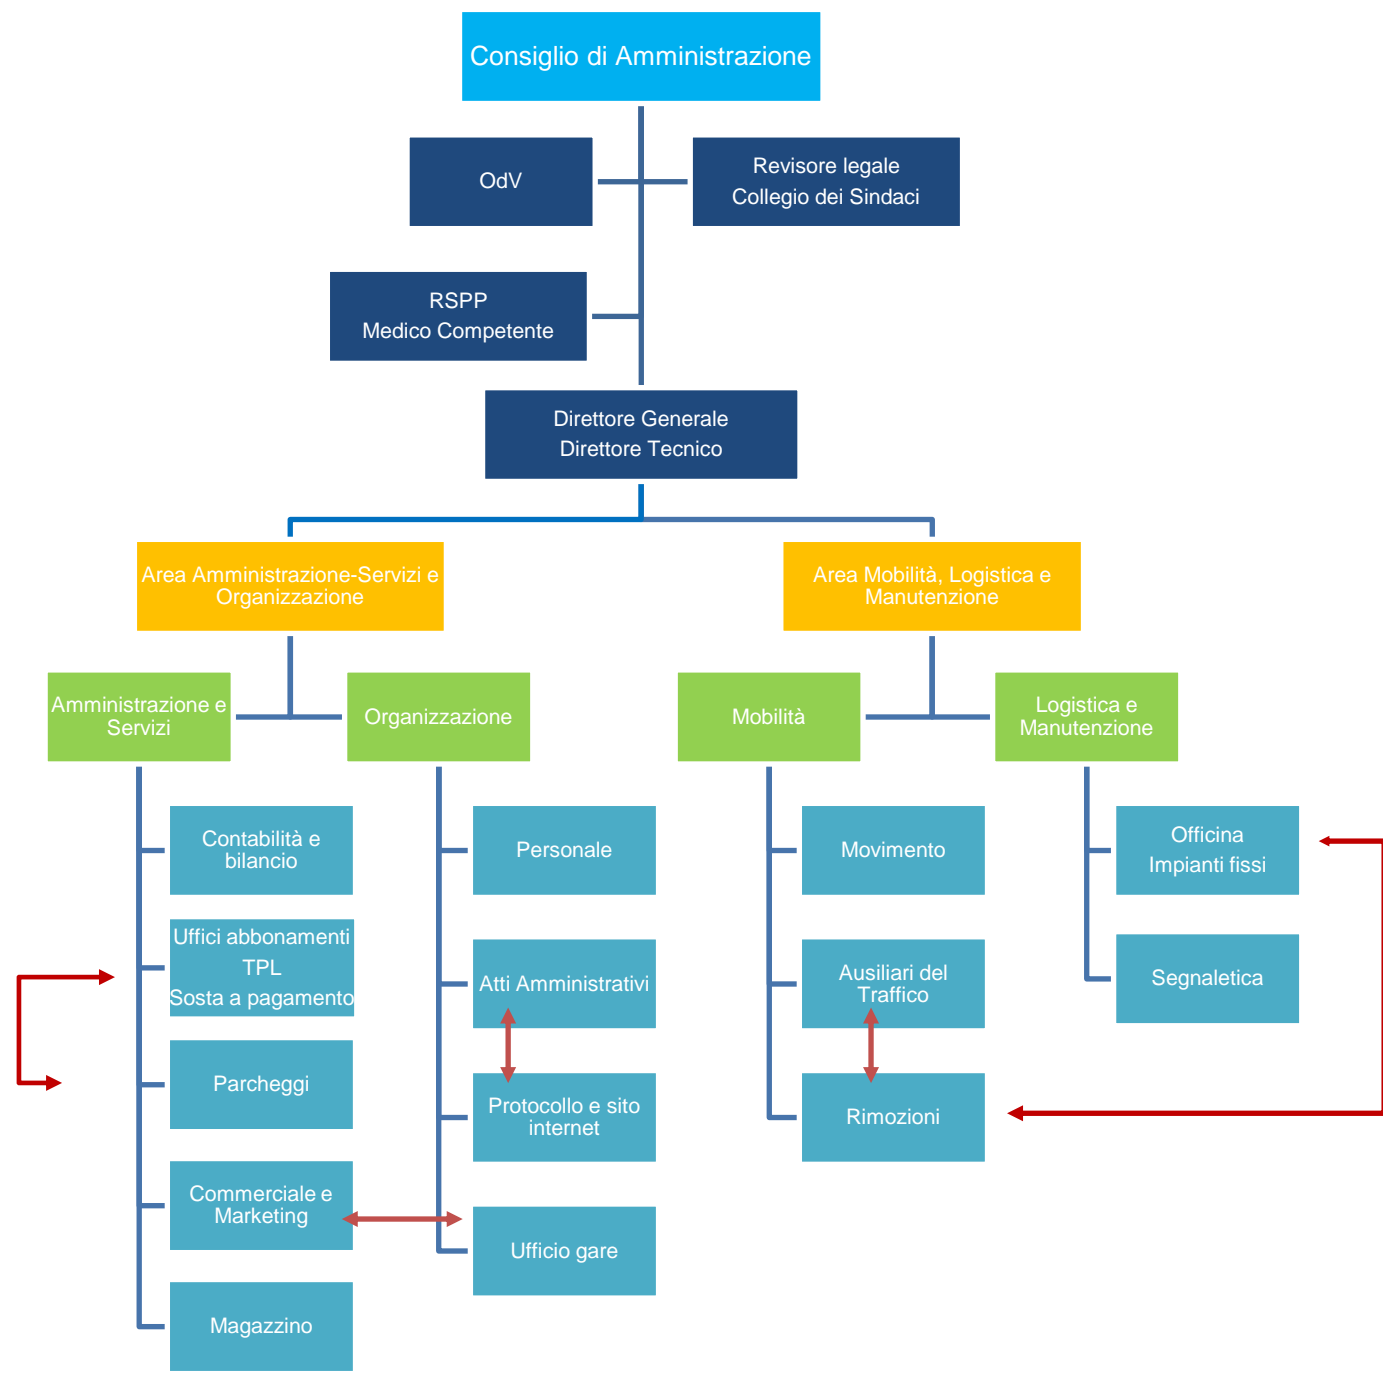 Consiglio di Amministrazione
OdV
Revisore legale
Collegio dei Sindaci
RSPP
Medico Competente
Direttore Generale
Direttore Tecnico
Area Amministrazione-Servizi e
Organizzazione
Area Mobilità, Logistica e
Manutenzione
Amministrazione e
Servizi
Organizzazione
Mobilità
Logistica e
Manutenzione
Contabilità e
bilancio
Uffici abbonamenti
TPL
Sosta a pagamento
Parcheggi
Commerciale e
Marketing
Magazzino
Personale
Atti Amministrativi
Protocollo e sito
internet
Ufficio gare
Movimento
Ausiliari del
Traffico
Rimozioni
Officina
Impianti fissi
Segnaletica